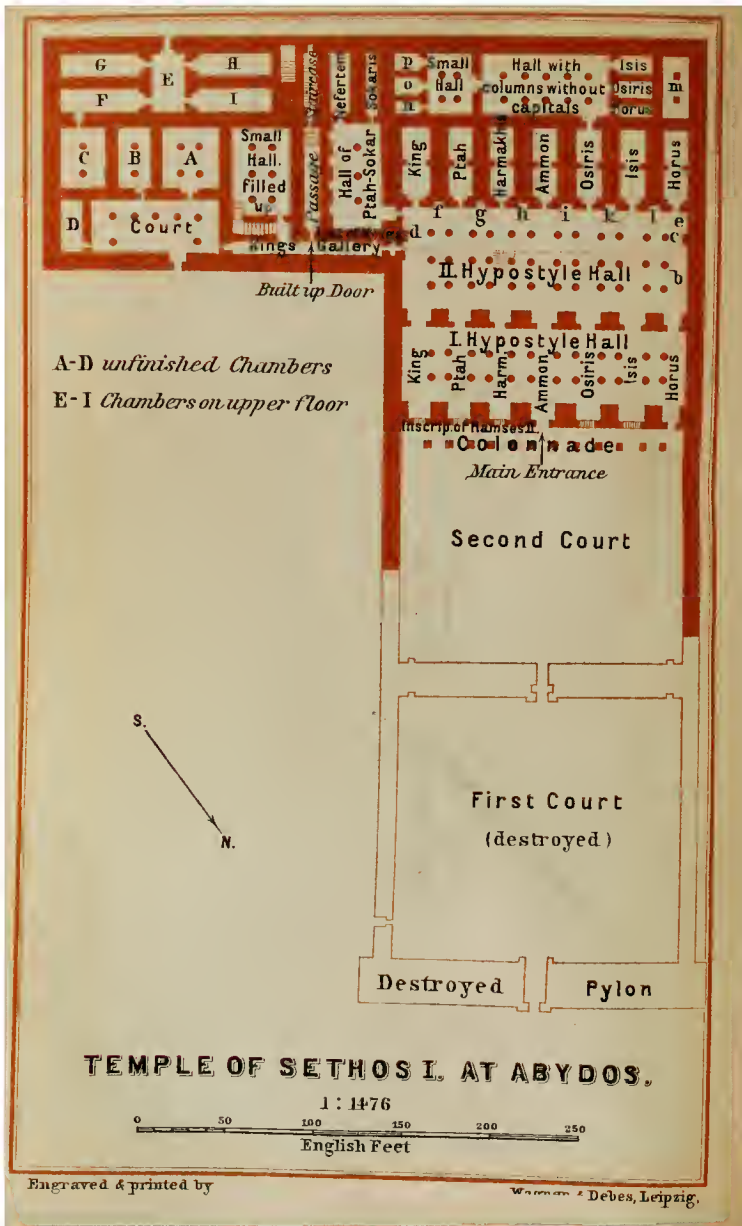 G
H
E
F
I
Staircase
Passage
Nefertem
Sokaris
p
o
n
Small
Hall
Hall with
columns without
capitals
Isis
Osiris
Horus
m
C
B
A
Small
Hall.
filled
up
Hall of
Ptah-Sokar
King
Ptah
Harmakhis
Ammon
Osiris
Isis
Horus
D
Court
Kings
Gallery
d
f
g
h
i
k
l
e
c
b
II. Hypostyle Hall
Built up Door
I. Hypostyle Hall
King
Ptah
Harm.
Ammon
Osiris
Isis
Horus
A-D unfinished Chambers
E-I Chambers on upper floor
Inscrip. of Ramses II.
Colonnade
Main Entrance
Second Court
S.
N.
First Court
(destroyed)
Destroyed
Pylon
TEMPLE OF SETHOS I. AT ABYDOS.
1 : 1476
0 50 100 150 200 250
English Feet
Engraved & printed by
& Debes, Leipzig.